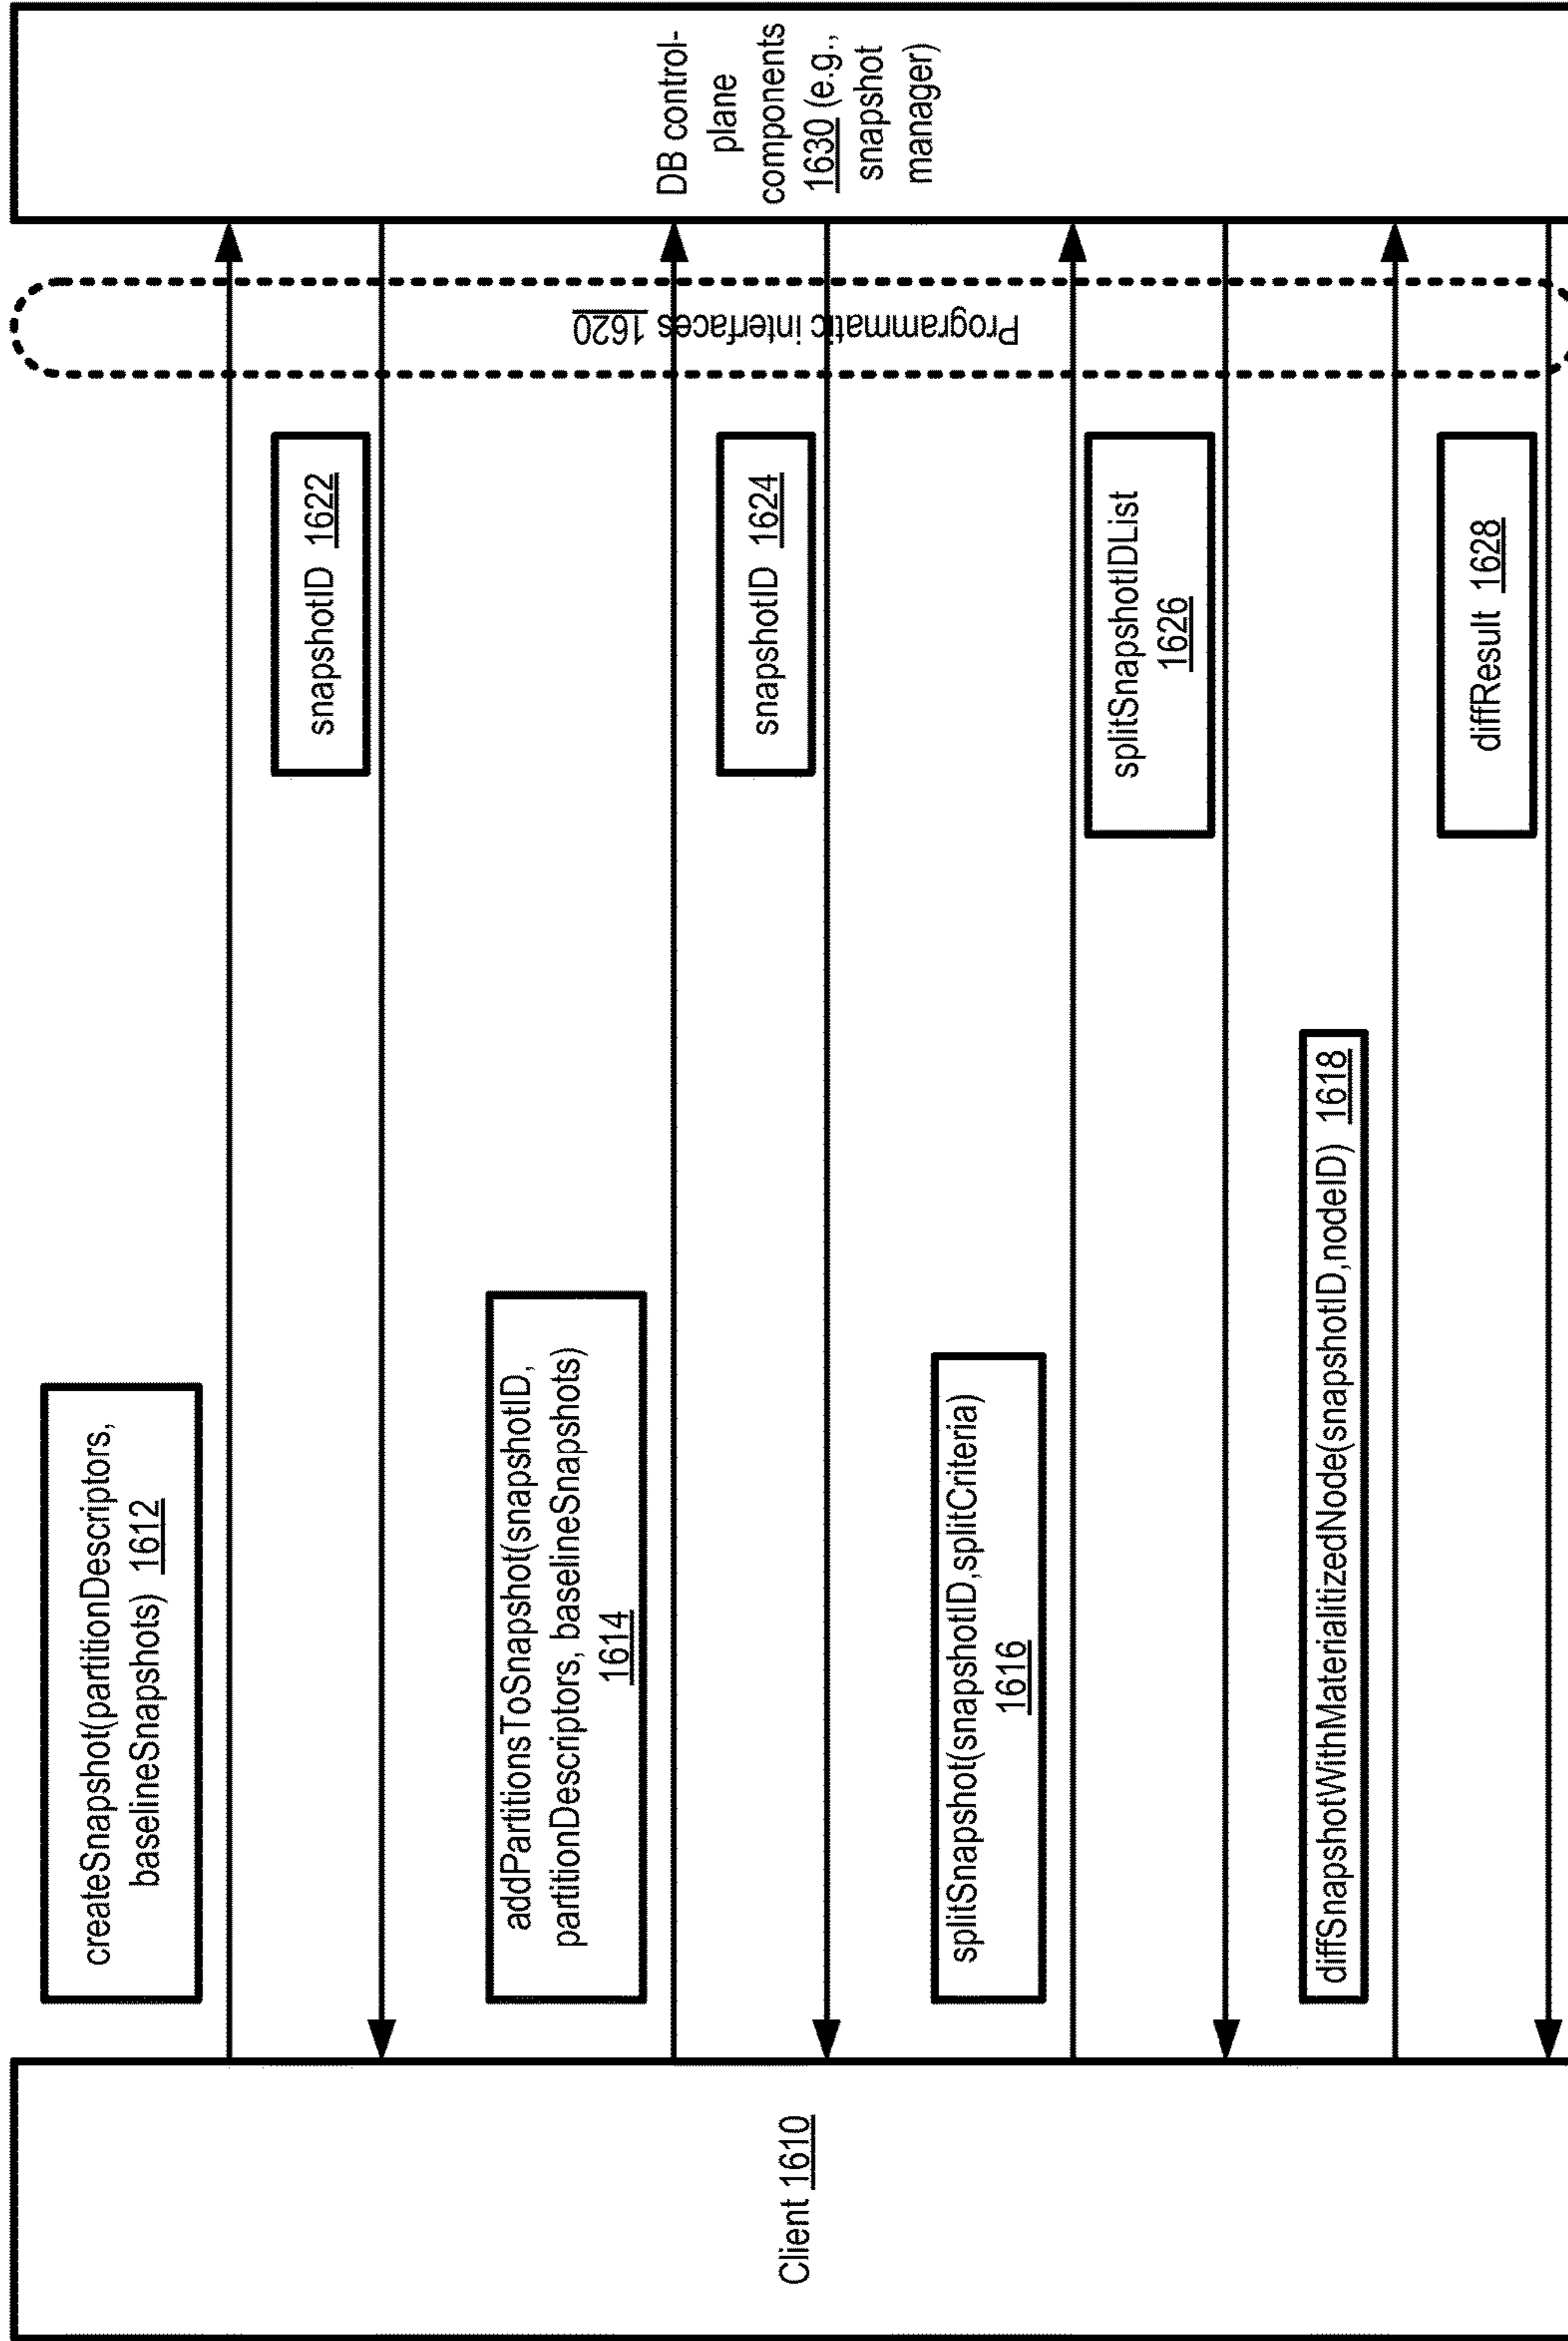 createSnapshot(partitionDescriptors,
baselineSnapshots) 1612
snapshotID 1622
addPartitionsToSnapshot(snapshotID,
partitionDescriptors, baselineSnapshots)
1614
snapshotID 1624
splitSnapshot(snapshotID,splitCriteria)
1616
splitSnapshotIDList
1626
diffSnapshotWithMaterialitizedNode(snapshotID,nodeID) 1618
diffResult 1628
Client 1610
Programmatic interfaces 1620
DB control-
plane
components
1630 (e.g.,
snapshot
manager)